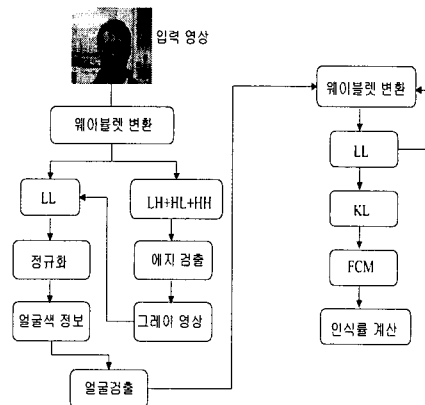 입력 영상
웨이블렛 변환
LL
LH+HL+HH
정규화
에지 검출
얼굴색 정보
그레이 영상
얼굴검출
웨이블렛 변환
LL
KL
FCM
인식률 계산